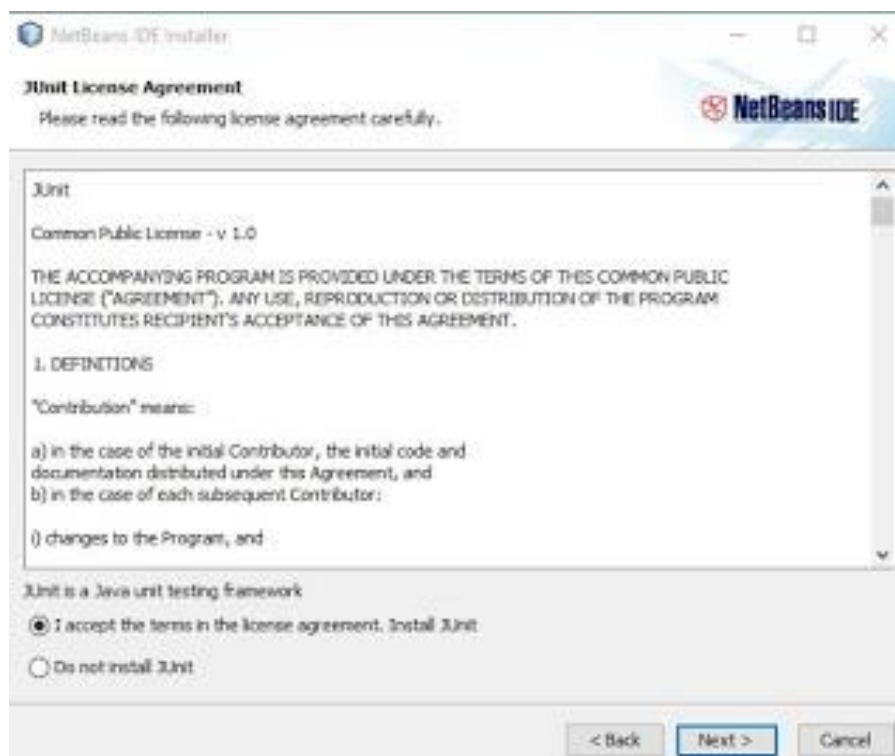 NetBeans IDE Installer
JUnit License Agreement
Please read the following license agreement carefully.
NetBeans IDE
JUnit
Common Public License - v 1.0
THE ACCOMPANYING PROGRAM IS PROVIDED UNDER THE TERMS OF THIS COMMON PUBLIC
LICENSE ("AGREEMENT"). ANY USE, REPRODUCTION OR DISTRIBUTION OF THE PROGRAM
CONSTITUTES RECIPIENT'S ACCEPTANCE OF THIS AGREEMENT.
1. DEFINITIONS
"Contribution" means:
a) in the case of the initial Contributor, the initial code and
documentation distributed under this Agreement, and
b) in the case of each subsequent Contributor:
i) changes to the Program, and
JUnit is a Java unit testing framework
I accept the terms in the license agreement. Install JUnit
Do not install JUnit
< Back
Next >
Cancel